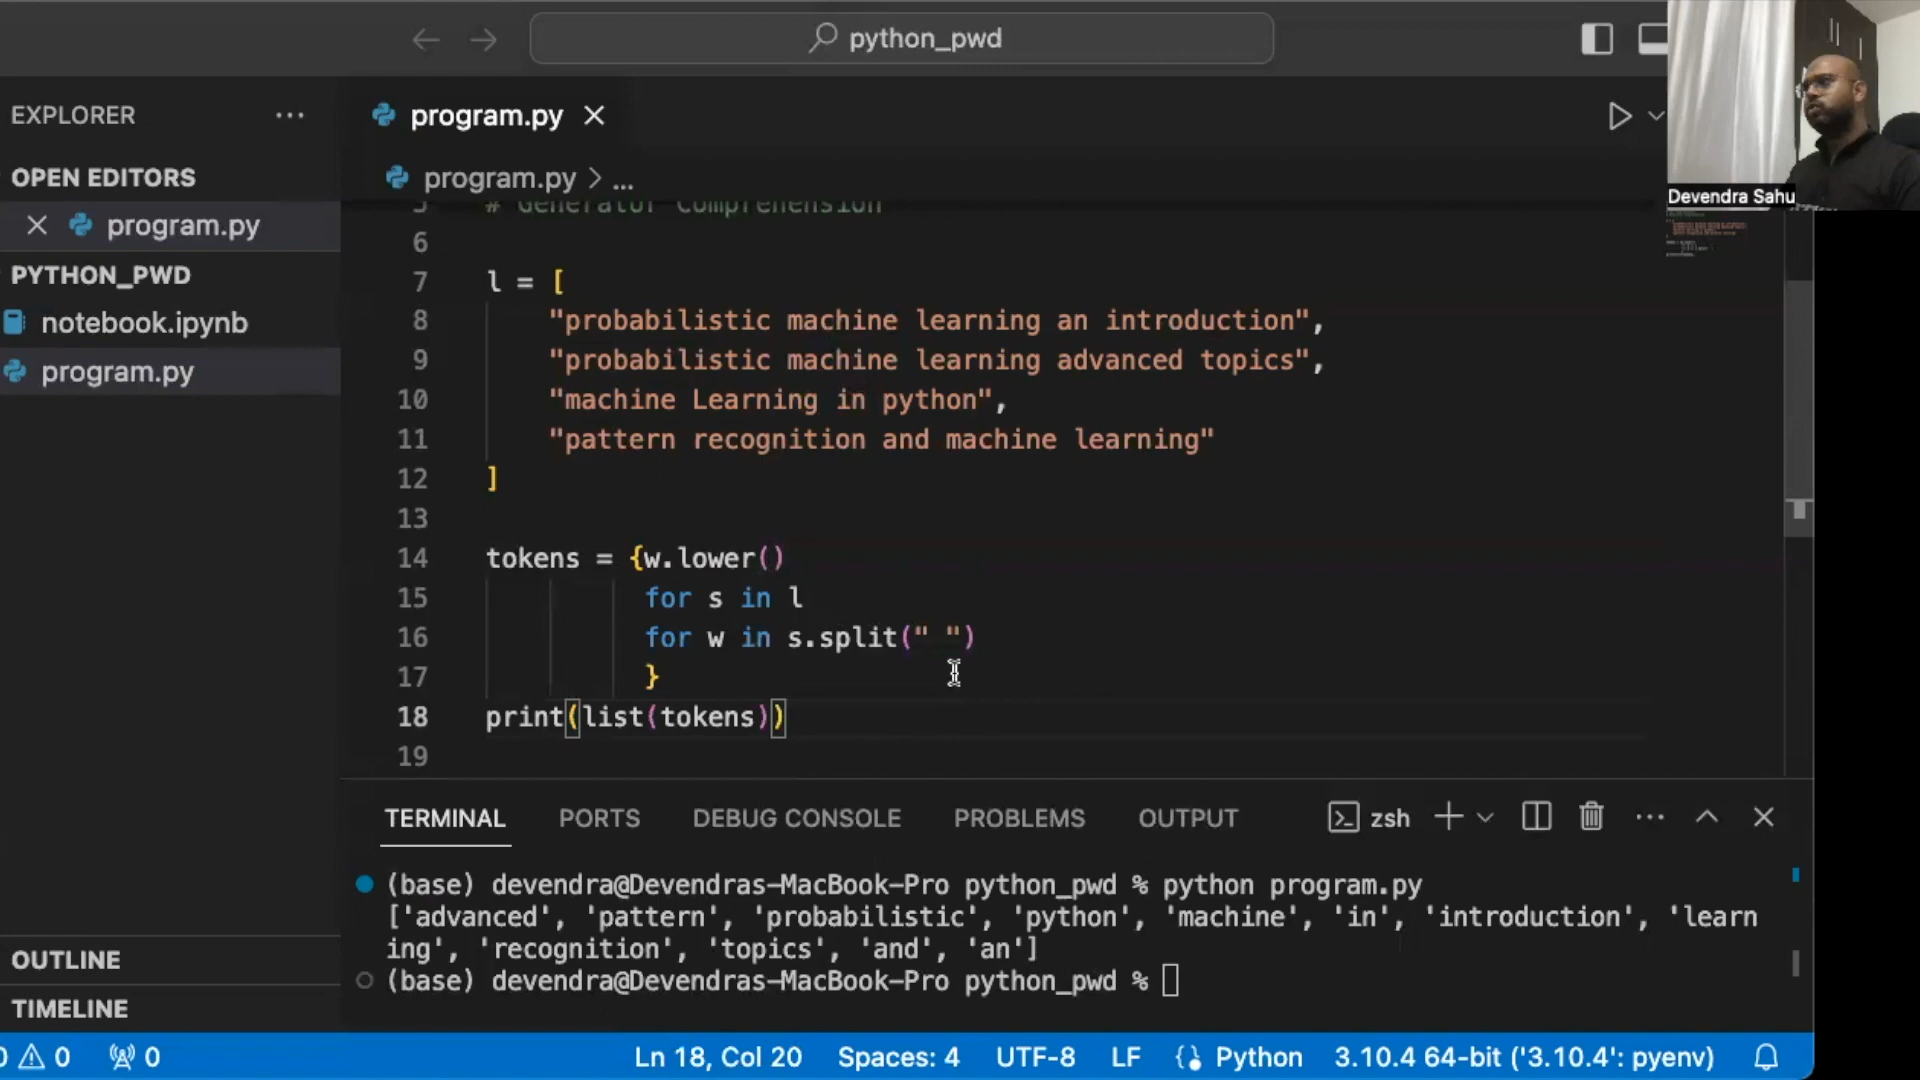 python_pwd
EXPLORER
program.py
Devendra Sahu
OPEN EDITORS
program.py > ...
program.py
5 # Generator Comprehension
6
PYTHON_PWD
7 l = [
notebook.ipynb
8 "probabilistic machine learning an introduction",
program.py
9 "probabilistic machine learning advanced topics",
10 "machine Learning in python",
11 "pattern recognition and machine learning"
12 ]
13
14 tokens = {w.lower()
15 for s in l
16 for w in s.split(" ")
17 }
18 print(list(tokens))
19
TERMINAL PORTS DEBUG CONSOLE PROBLEMS OUTPUT zsh
(base) devendra@Devendras-MacBook-Pro python_pwd % python program.py
['advanced', 'pattern', 'probabilistic', 'python', 'machine', 'in', 'introduction', 'learn
ing', 'recognition', 'topics', 'and', 'an']
(base) devendra@Devendras-MacBook-Pro python_pwd %
OUTLINE
TIMELINE
0 0 0 Ln 18, Col 20 Spaces: 4 UTF-8 LF Python 3.10.4 64-bit ('3.10.4': pyenv)